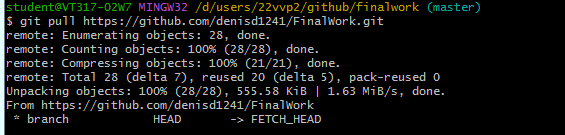 student@VT317-02W7 MINGW32 /d/users/22vvp2/github/finalwork (master)
$ git pull https://github.com/denisd1241/FinalWork.git
remote: Enumerating objects: 28, done.
remote: Counting objects: 100% (28/28), done.
remote: Compressing objects: 100% (21/21), done.
remote: Total 28 (delta 7), reused 20 (delta 5), pack-reused 0
Unpacking objects: 100% (28/28), 555.58 KiB | 1.63 MiB/s, done.
From https://github.com/denisd1241/FinalWork
 * branch            HEAD       -> FETCH_HEAD